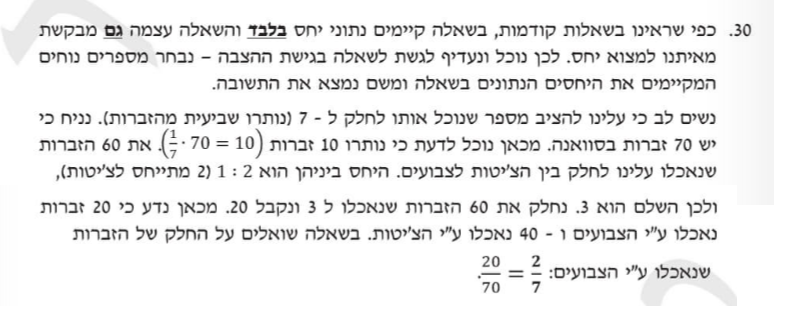 30. כפי שראינו בשאלות קודמות, בשאלה קיימים נתוני יחס בלבד והשאלה עצמה גם מבקשת
מאיתנו למצוא יחס. לכן נוכל ונעדיף לגשת לשאלה בגישת ההצבה – נבחר מספרים נוחים
המקיימים את היחסים הנתונים בשאלה ומשם נמצא את התשובה.
נשים לב כי עלינו להציב מספר שנוכל אותו לחלק ל - 7 (נותרו שביעית מהזברות). נניח כי
יש 70 זברות בסוואנה. מכאן נוכל לדעת כי נותרו 10 זברות (1/7 · 70 = 10). את 60 הזברות
שנאכלו עלינו לחלק בין הצ'יטות לצבועים. היחס ביניהן הוא 2 : 1 (2 מתייחס לצ'יטות),
ולכן השלם הוא 3. נחלק את 60 הזברות שנאכלו ל 3 ונקבל 20. מכאן נדע כי 20 זברות
נאכלו ע"י הצבועים ו - 40 נאכלו ע"י הצ'יטות. בשאלה שואלים על החלק של הזברות
שנאכלו ע"י הצבועים: 20/70 = 2/7.